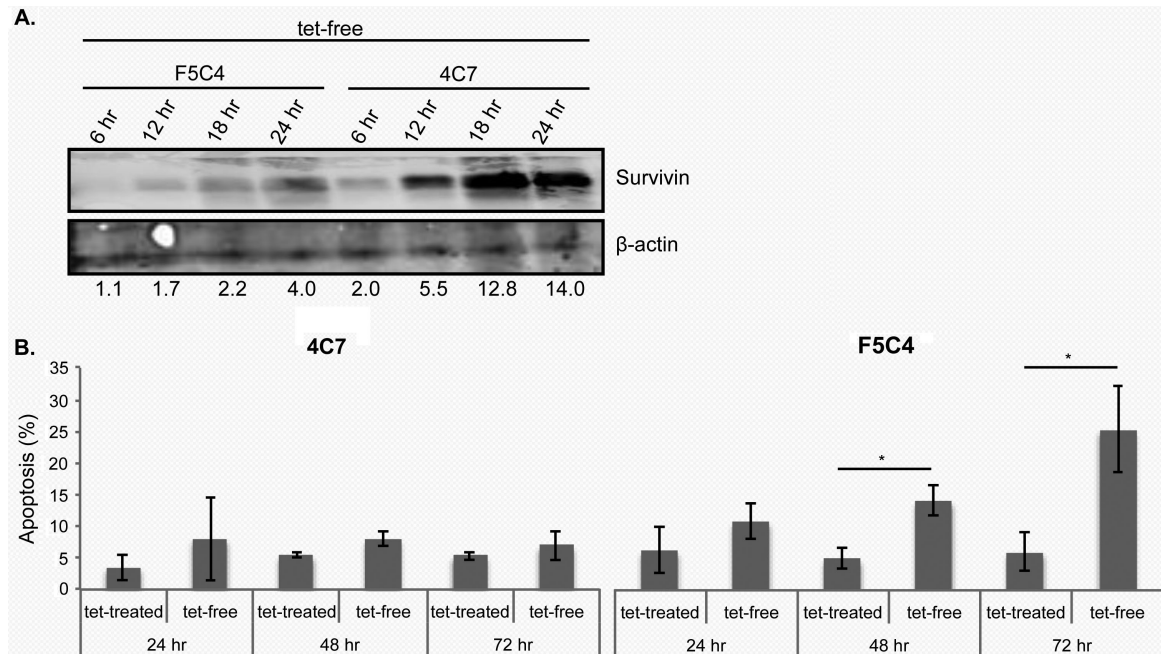 A.
tet-free
F5C4 4C7
6 hr 12 hr 18 hr 24 hr 6 hr 12 hr 18 hr 24 hr
Survivin
β-actin
1.1 1.7 2.2 4.0 2.0 5.5 12.8 14.0
B.
4C7 F5C4
Apoptosis (%)
35
30
25
20
15
10
5
0
* *
tet-treated tet-free tet-treated tet-free tet-treated tet-free tet-treated tet-free tet-treated tet-free tet-treated tet-free
24 hr 48 hr 72 hr 24 hr 48 hr 72 hr